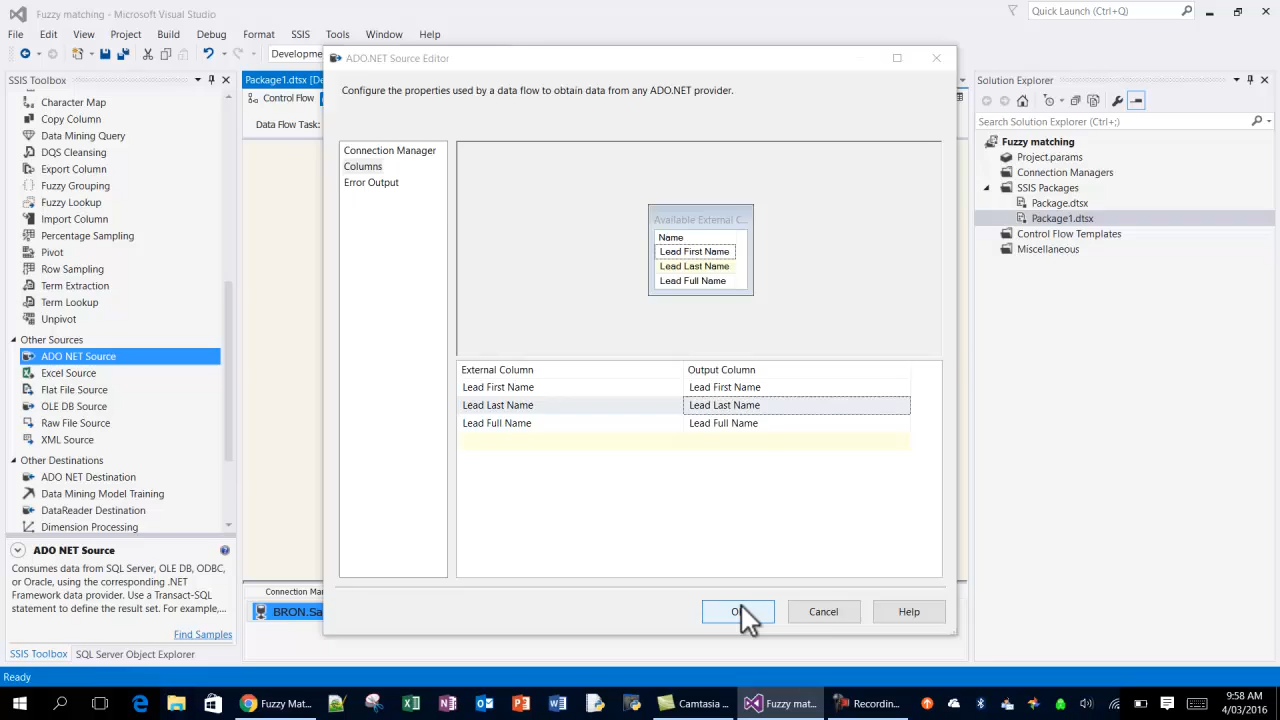 Fuzzy matching - Microsoft Visual Studio
Quick Launch (Ctrl+Q)
File Edit View Project Build Debug Format SSIS Tools Window Help
Developme
SSIS Toolbox
Character Map
Copy Column
Data Mining Query
DQS Cleansing
Export Column
Fuzzy Grouping
Fuzzy Lookup
Import Column
Percentage Sampling
Pivot
Row Sampling
Term Extraction
Term Lookup
Unpivot
Other Sources
ADO NET Source
Excel Source
Flat File Source
OLE DB Source
Raw File Source
XML Source
Other Destinations
ADO NET Destination
Data Mining Model Training
DataReader Destination
Dimension Processing
ADO NET Source
Consumes data from SQL Server, OLE DB, ODBC,
or Oracle, using the corresponding .NET
Framework data provider. Use a Transact-SQL
statement to define the result set. For example,...
Find Samples
SSIS Toolbox SQL Server Object Explorer
Package1.dtsx [De
Control Flow
Data Flow Task:
Connection Ma
BRON.Sa
ADO.NET Source Editor
Configure the properties used by a data flow to obtain data from any ADO.NET provider.
Connection Manager
Columns
Error Output
Available External C...
Name
Lead First Name
Lead Last Name
Lead Full Name
External Column Output Column
Lead First Name Lead First Name
Lead Last Name Lead Last Name
Lead Full Name Lead Full Name
Cancel Help
Solution Explorer
Search Solution Explorer (Ctrl+;)
Fuzzy matching
Project.params
Connection Managers
SSIS Packages
Package.dtsx
Package1.dtsx
Control Flow Templates
Miscellaneous
Ready
Fuzzy Mat... Camtasia ... Fuzzy mat... Recordin...
9:58 AM
4/03/2016